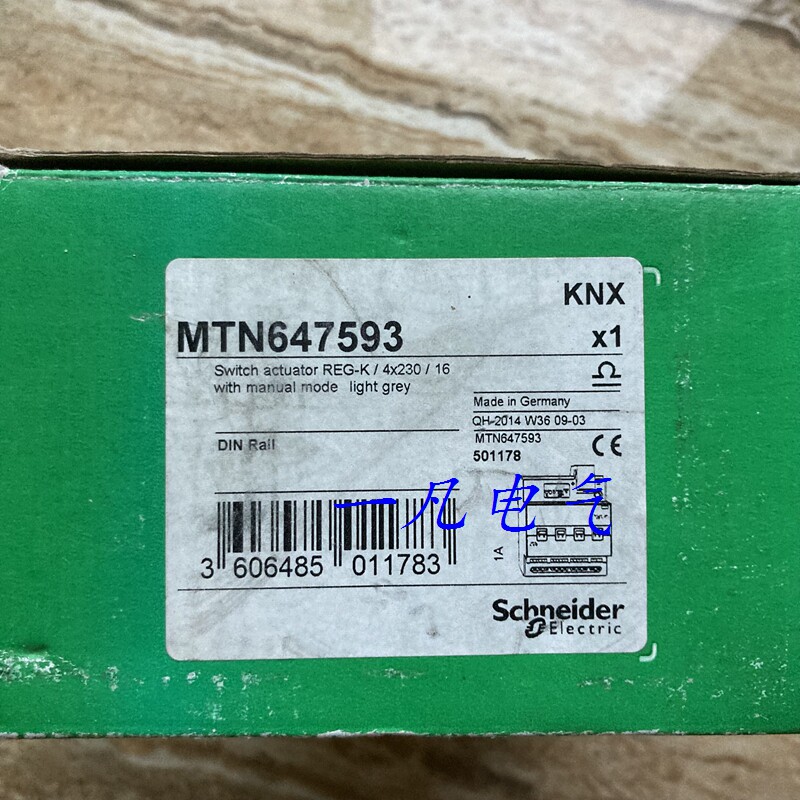 KNX
MTN647593
x1
Switch actuator REG-K / 4x230 / 16
with manual mode light grey
Made in Germany
QH-2014 W36 09-03
DIN Rail
MTN647593
CE
501178
一凡电气
3 606485 011783
1A
Schneider
Electric